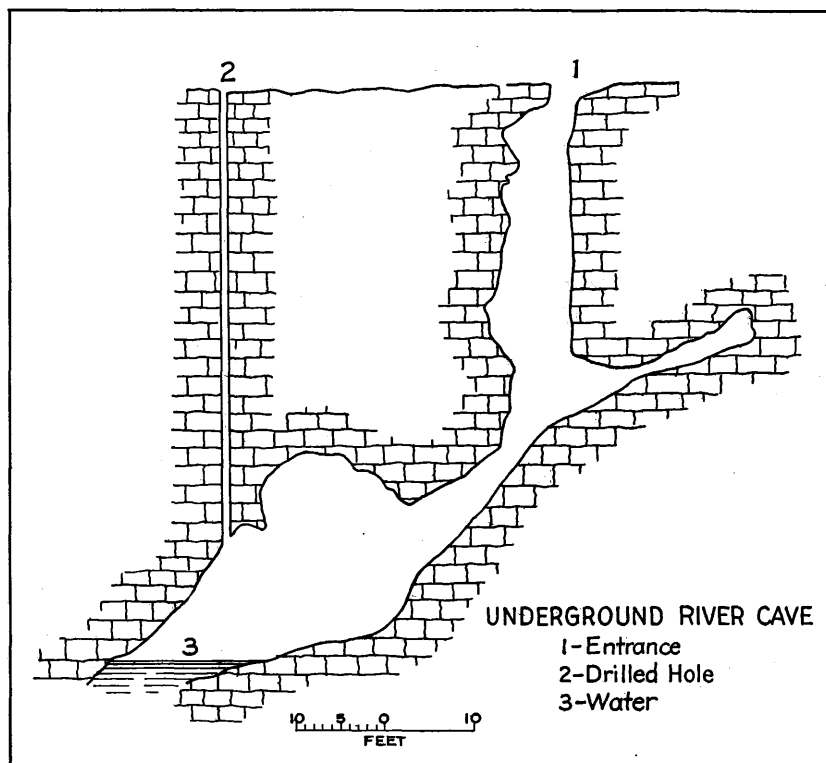 2
1
3
UNDERGROUND RIVER CAVE
1-Entrance
2-Drilled Hole
3-Water
10 5 0 10
FEET